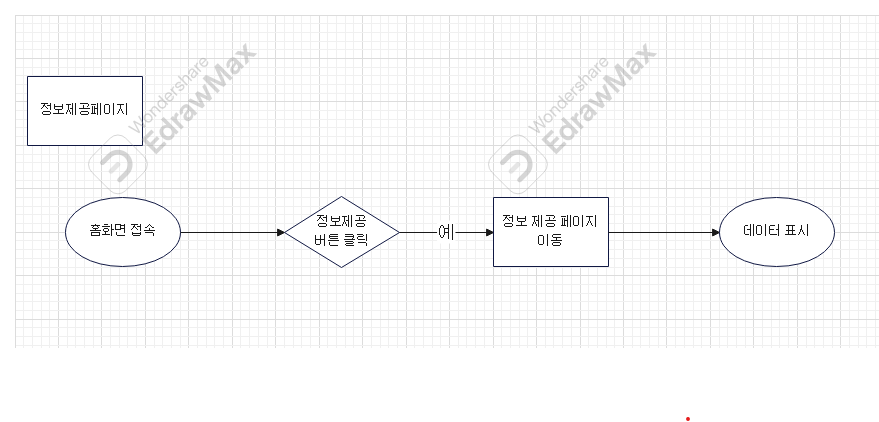 Wondershare
EdrawMax
Wondershare
EdrawMax
정보제공페이지
홈화면 접속
정보제공
버튼 클릭
예
정보 제공 페이지
이동
데이터 표시